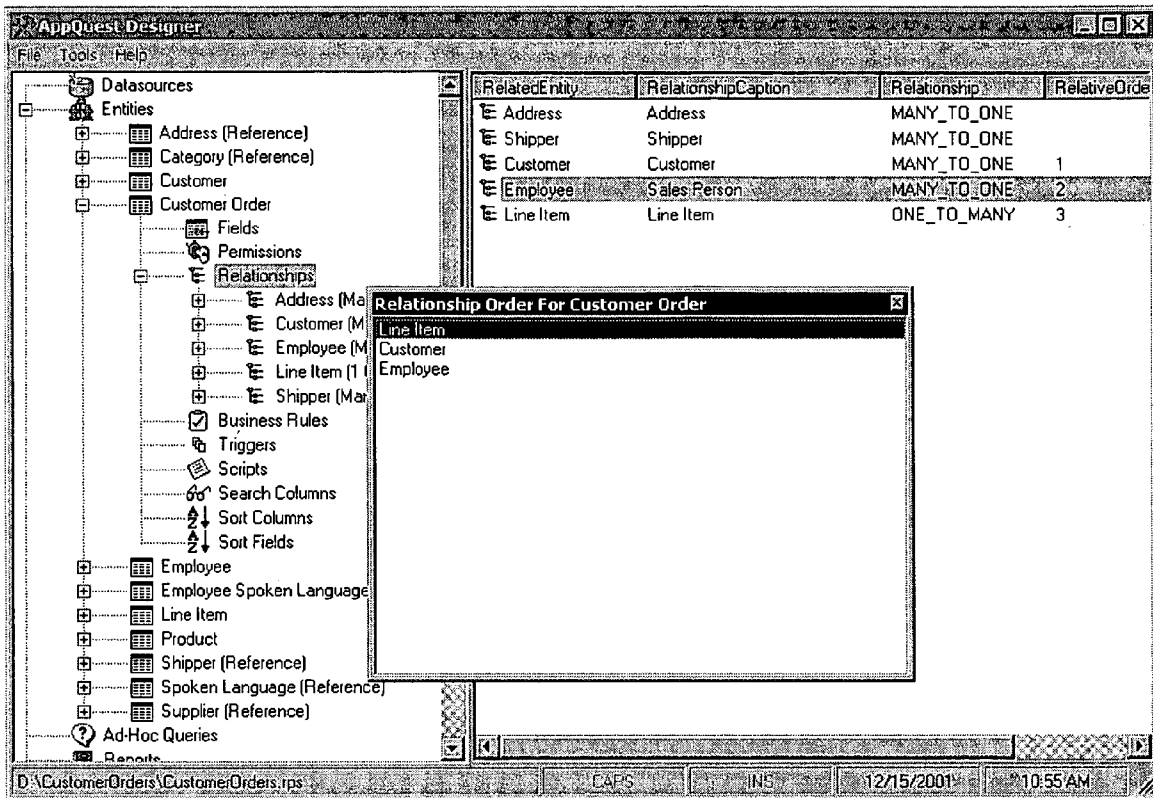 AppQuest Designer
File Tools Help
Datasources
Entities
Address (Reference)
Category (Reference)
Customer
Customer Order
Fields
Permissions
Relationships
Address (Ma
Customer (M
Employee (M
Line Item (1
Shipper (Mar
Business Rules
Triggers
Scripts
Search Columns
Sort Columns
Sort Fields
Employee
Employee Spoken Language
Line Item
Product
Shipper (Reference)
Spoken Language (Reference)
Supplier (Reference)
Ad-Hoc Queries
Reports
RelatedEntity RelationshipCaption Relationship RelativeOrde
Address Address MANY_TO_ONE
Shipper Shipper MANY_TO_ONE
Customer Customer MANY_TO_ONE 1
Employee Sales Person MANY_TO_ONE 2
Line Item Line Item ONE_TO_MANY 3
Relationship Order For Customer Order
Line Item
Customer
Employee
D:\CustomerOrders\CustomerOrders.rps CAPS INS 12/15/2001 10:55 AM